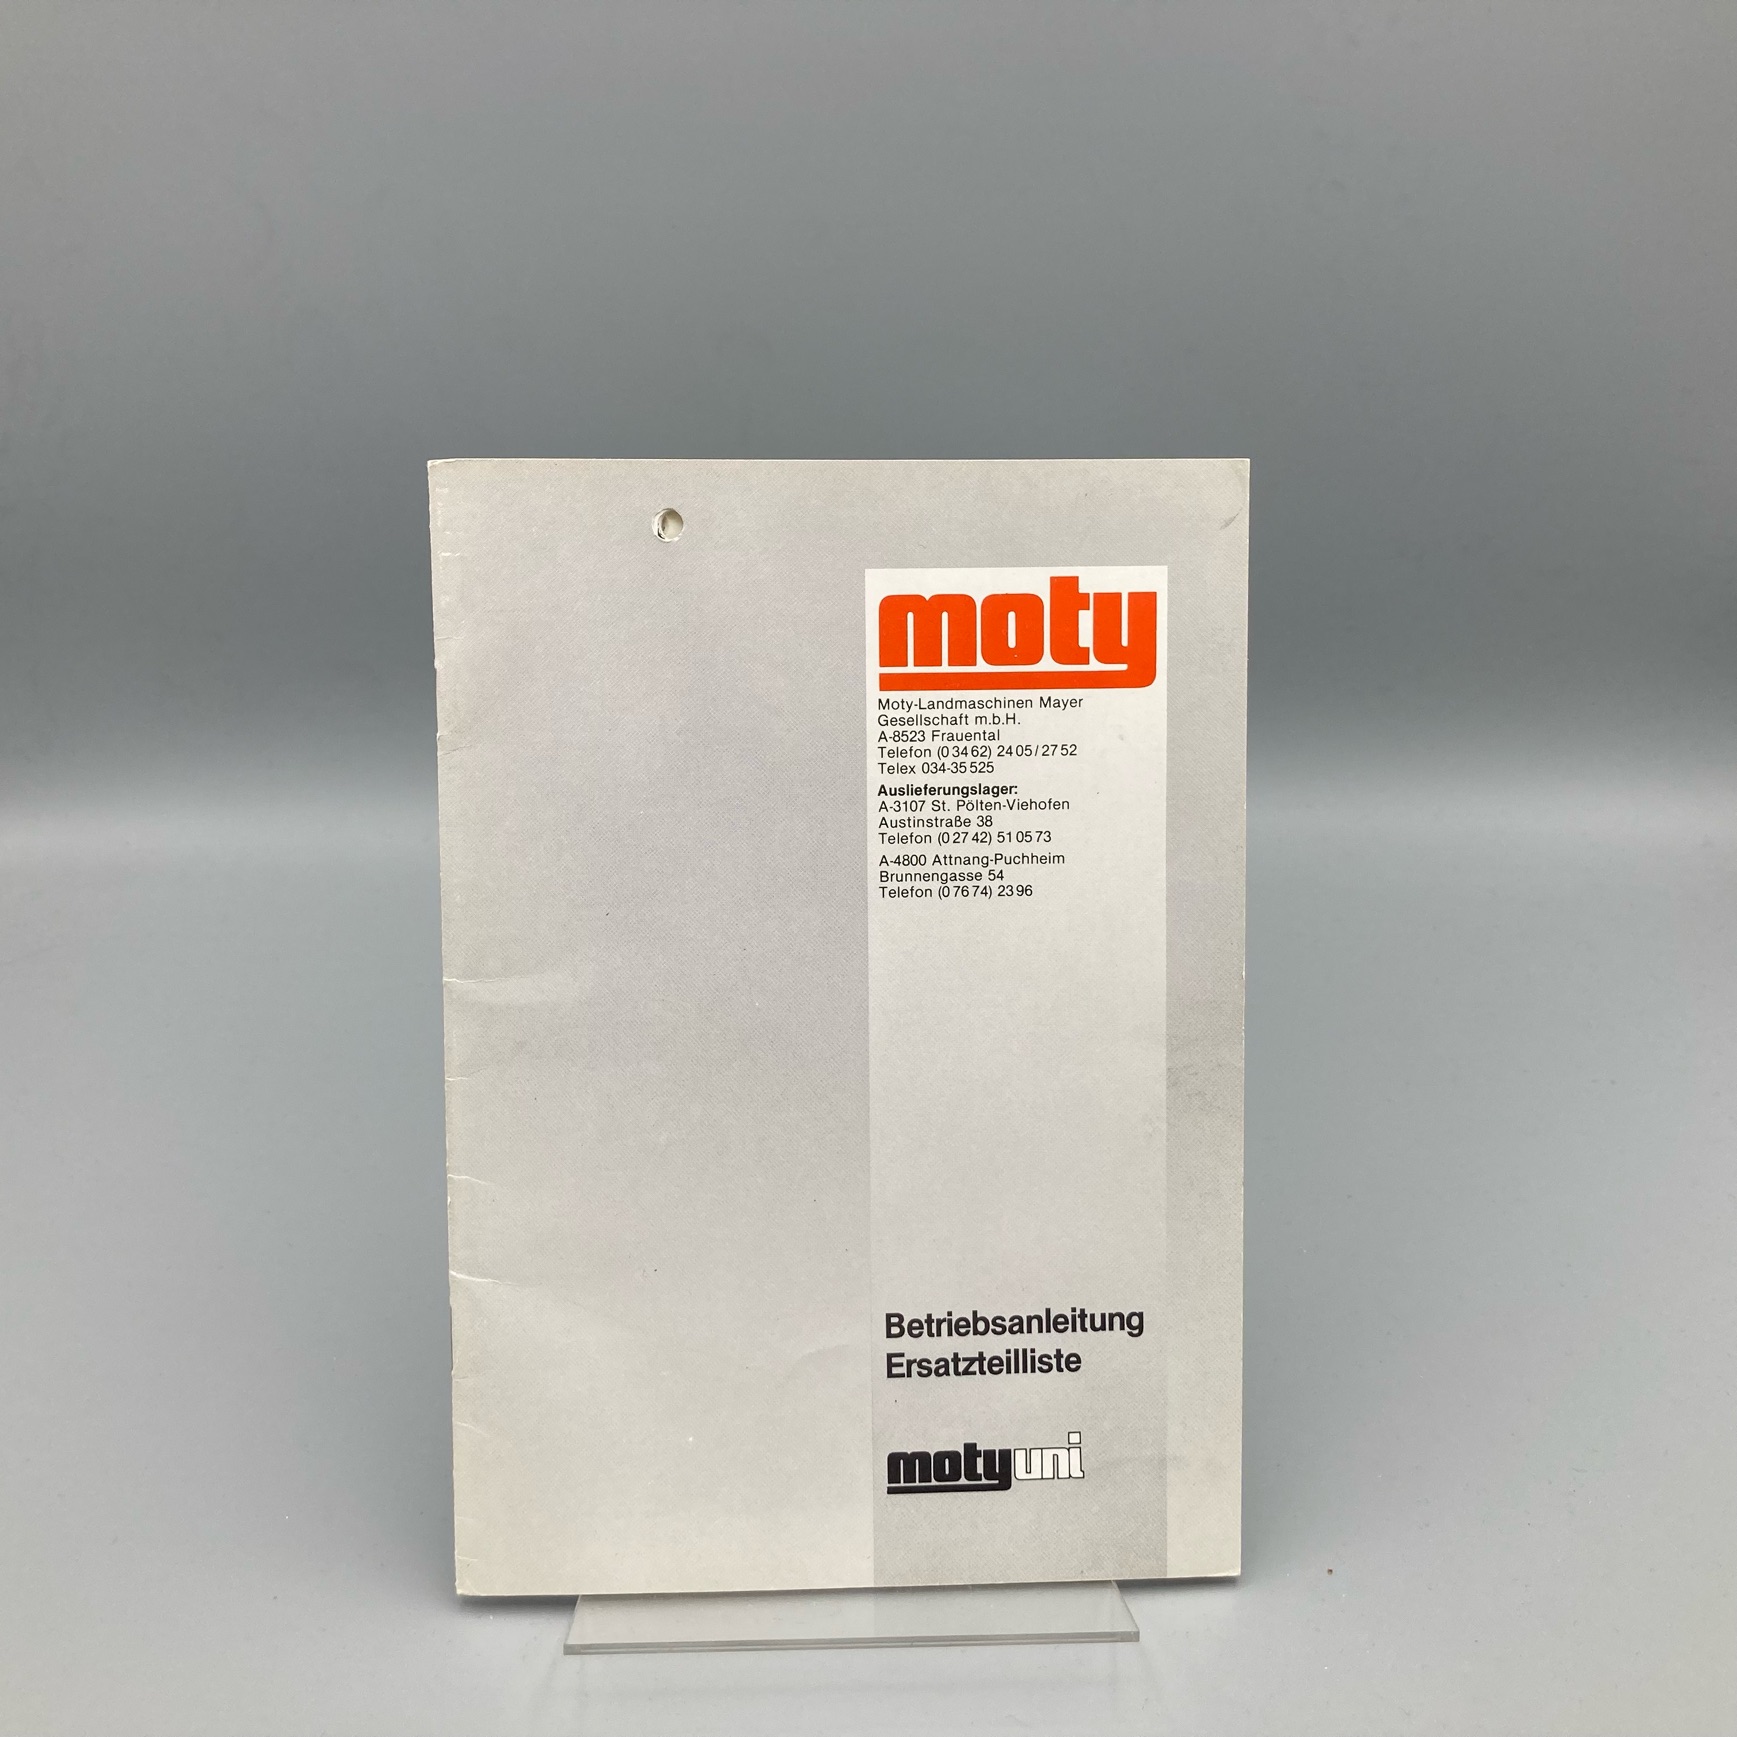 moty
Moty-Landmaschinen Mayer
Gesellschaft m.b.H.
A-8523 Frauental
Telefon (0 34 62) 24 05 / 27 52
Telex 034-35 525
Auslieferungslager:
A-3107 St. Pölten-Viehofen
Austinstraße 38
Telefon (0 27 42) 51 05 73
A-4800 Attnang-Puchheim
Brunnengasse 54
Telefon (0 76 74) 23 96
Betriebsanleitung
Ersatzteilliste
motyuni